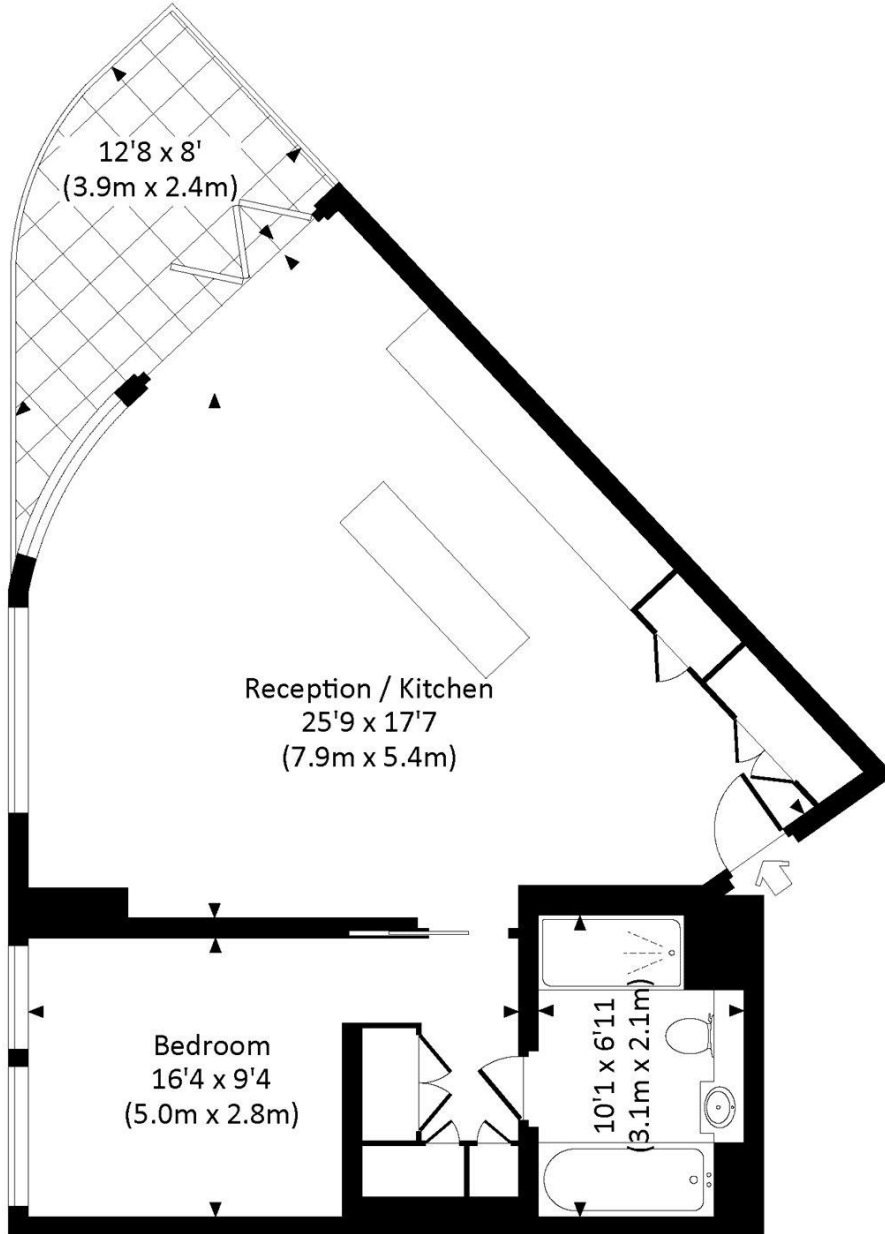 12'8 x 8'
(3.9m x 2.4m)
Reception / Kitchen
25'9 x 17'7
(7.9m x 5.4m)
Bedroom
16'4 x 9'4
(5.0m x 2.8m)
10'1 x 6'11
(3.1m x 2.1m)